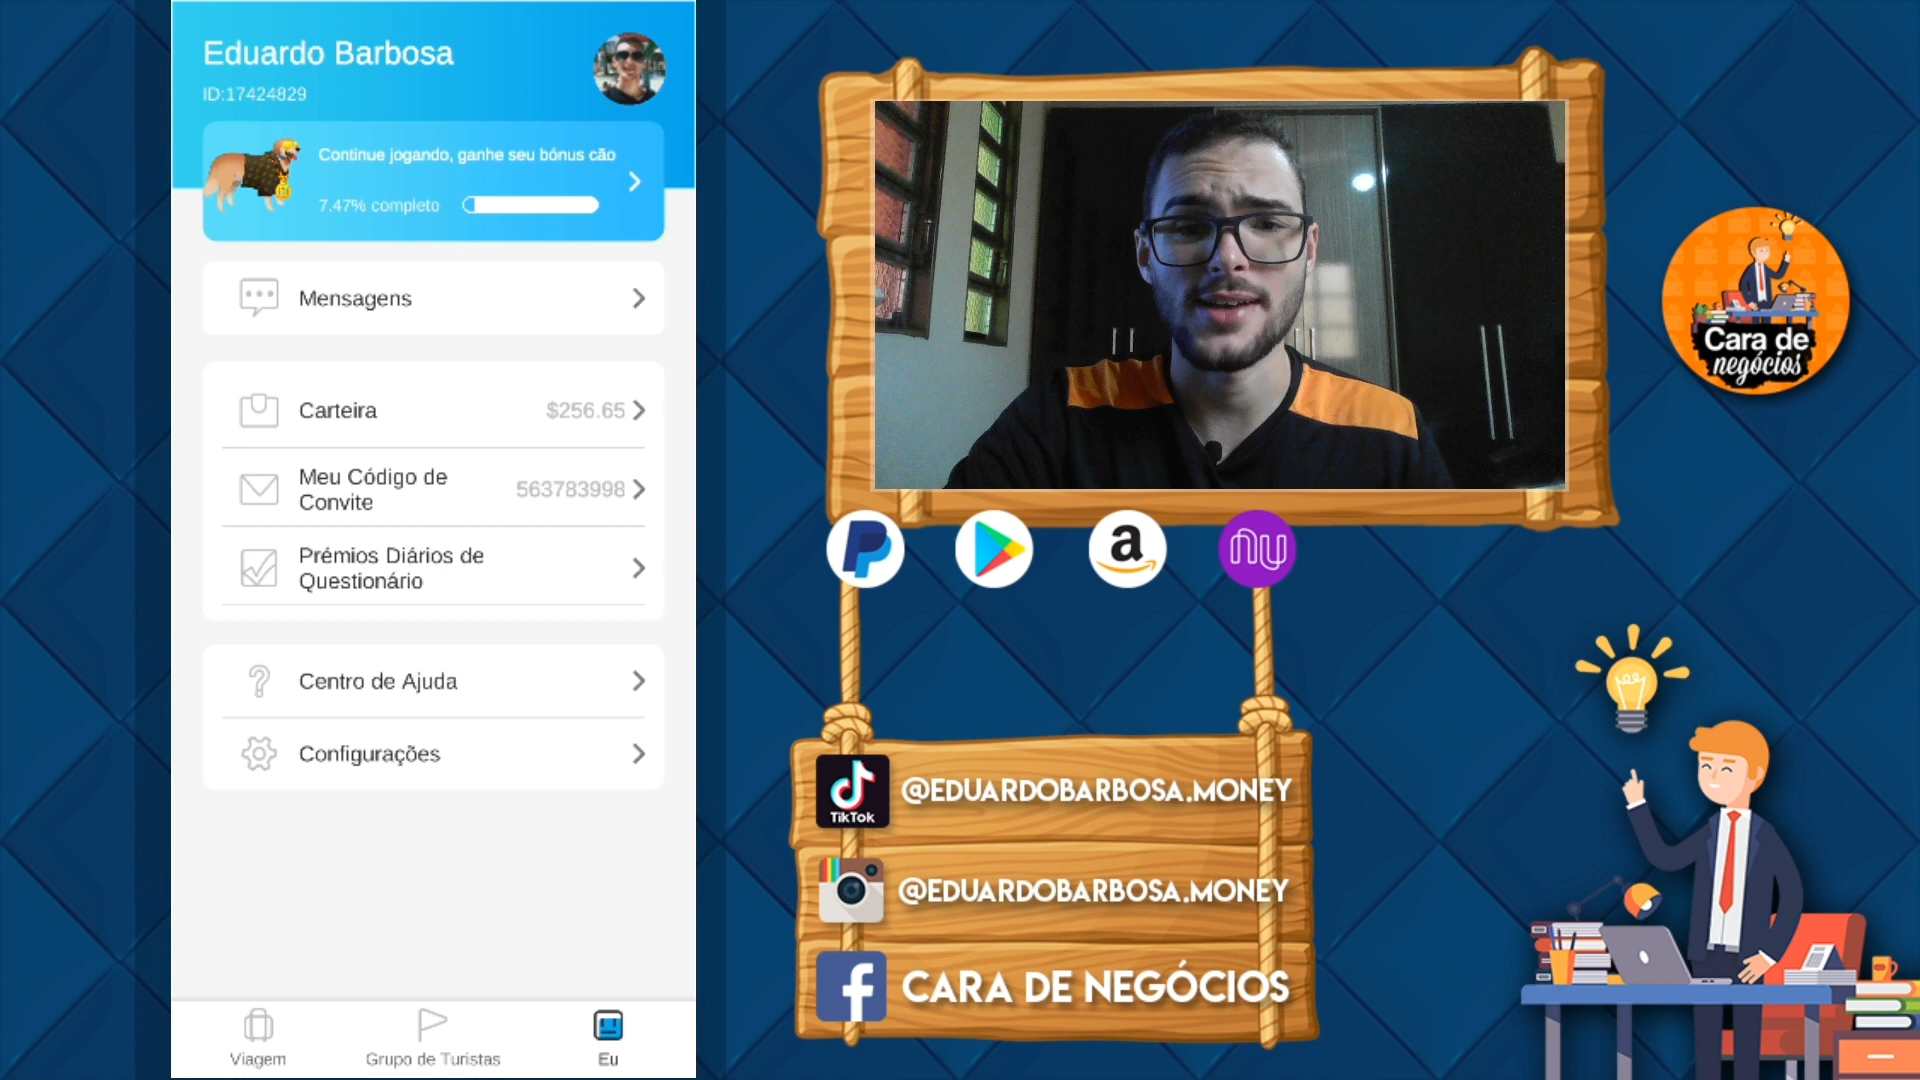 Eduardo Barbosa
ID:17424829
Continue jogando, ganhe seu bónus cão
7.47% completo
Mensagens
Carteira
$256.65
Meu Código de
Convite
563783998
Prémios Diários de
Questionário
Centro de Ajuda
Configurações
Viagem
Grupo de Turistas
Eu
Cara de
negócios
a
nu
TikTok
@EDUARDOBARBOSA.MONEY
@EDUARDOBARBOSA.MONEY
f
CARA DE NEGÓCIOS